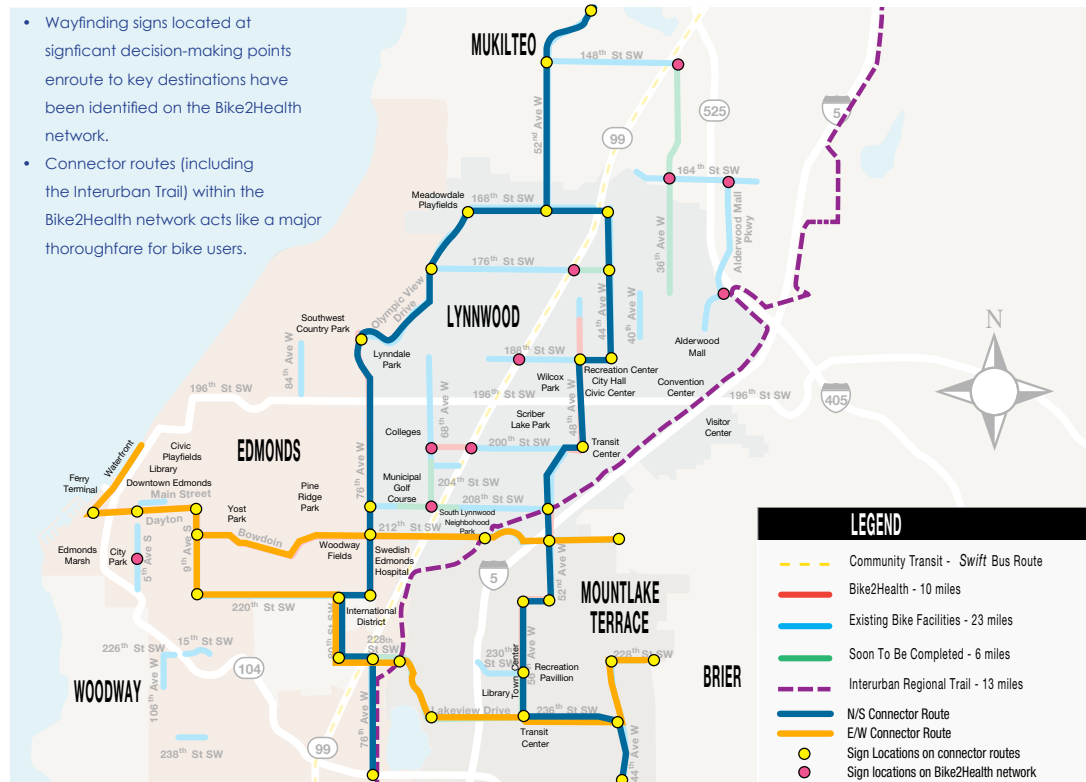 • Wayfinding signs located at
signficant decision-making points
enroute to key destinations have
been identified on the Bike2Health
network.
• Connector routes (including
the Interurban Trail) within the
Bike2Health network acts like a major
thoroughfare for bike users.
MUKILTEO
148th St SW
525
5
99
52nd Ave W
164th St SW
Meadowdale
Playfields
168th St SW
36th Ave W
Alderwood Mall
Pkwy
176th St SW
Olympic View
Drive
44th Ave W
40th Ave W
LYNNWOOD
Southwest
Country Park
Lynndale
Park
84th Ave W
188th St SW
Alderwood
Mall
N
Wilcox
Park
Recreation Center
City Hall
Civic Center
Convention
Center
196th St SW
196th St SW
196th St SW
405
68th Ave W
48th Ave W
Scriber
Lake Park
Visitor
Center
Colleges
200th St SW
Transit
Center
EDMONDS
Civic
Playfields
Library
Downtown Edmonds
Waterfront
Ferry
Terminal
Main Street
Dayton
76th Ave W
Municipal
Golf
Course
204th St SW
208th St SW
Pine
Ridge
Park
Yost
Park
Bowdoin
212th St SW
South Lynnwood
Neighbohood
Park
Edmonds
Marsh
City
Park
5th Ave S
9th Ave S
Woodway
Fields
Swedish
Edmonds
Hospital
5
52nd Ave W
MOUNTLAKE
TERRACE
220th St SW
International
District
80th St SW
228th
St SW
226th St SW
15th St SW
106th Ave W
104
WOODWAY
238th St SW
99
76th Ave W
230th
St SW
56th Ave W
Town Center
Recreation
Pavillion
Library
Lakeview Drive
236th St SW
Transit
Center
228th St SW
44th Ave W
BRIER
LEGEND
Community Transit - Swift Bus Route
Bike2Health - 10 miles
Existing Bike Facilities - 23 miles
Soon To Be Completed - 6 miles
Interurban Regional Trail - 13 miles
N/S Connector Route
E/W Connector Route
Sign Locations on connector routes
Sign locations on Bike2Health network